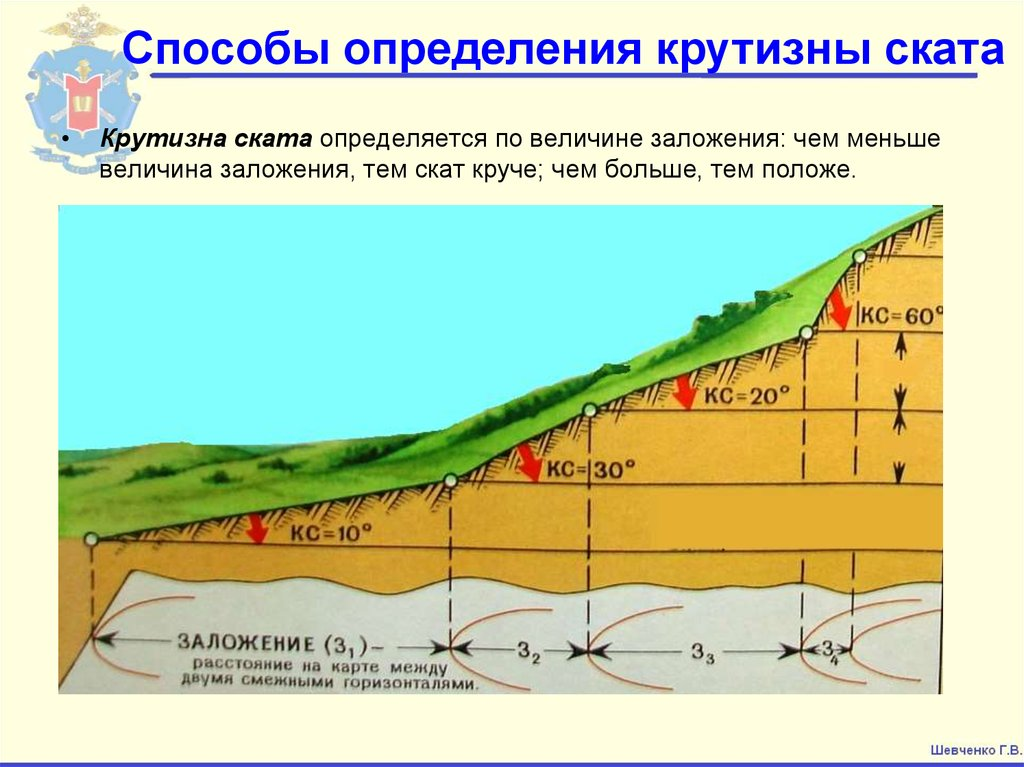 Способы определения крутизны ската
• Крутизна ската определяется по величине заложения: чем меньше
величина заложения, тем скат круче; чем больше, тем положе.
КС=60°
КС=20°
КС=30°
КС=10°
ЗАЛОЖЕНИЕ (З₁)–
расстояние на карте между
двумя смежными горизонталями.
З₂
З₃
З₄
Шевченко Г.В.